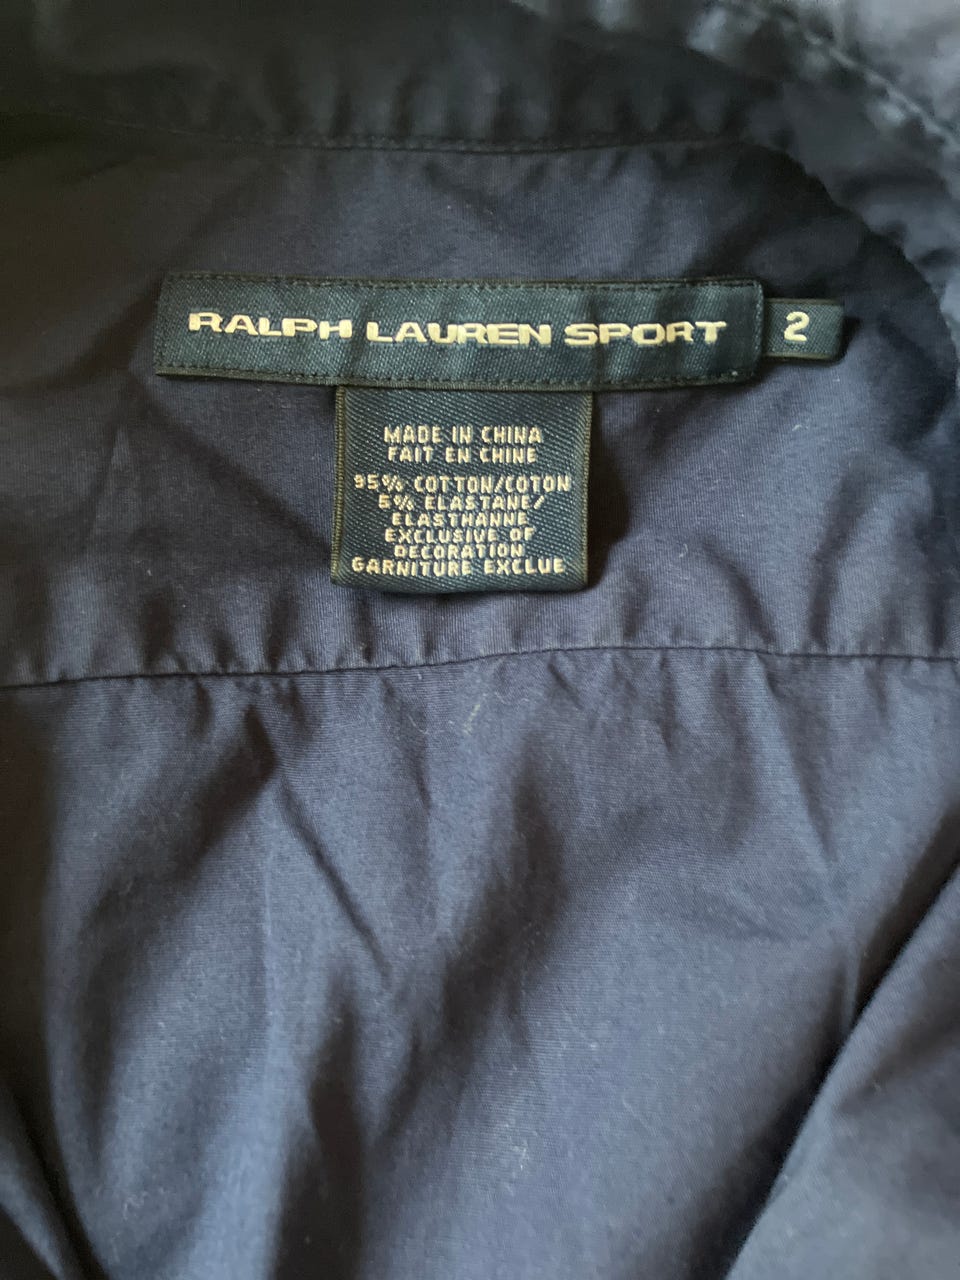 RALPH LAUREN SPORT
2
MADE IN CHINA
FAIT EN CHINE
95% COTTON/COTON
5% ELASTANE/
ELASTHANNE
EXCLUSIVE OF
DECORATION
GARNITURE EXCLUE